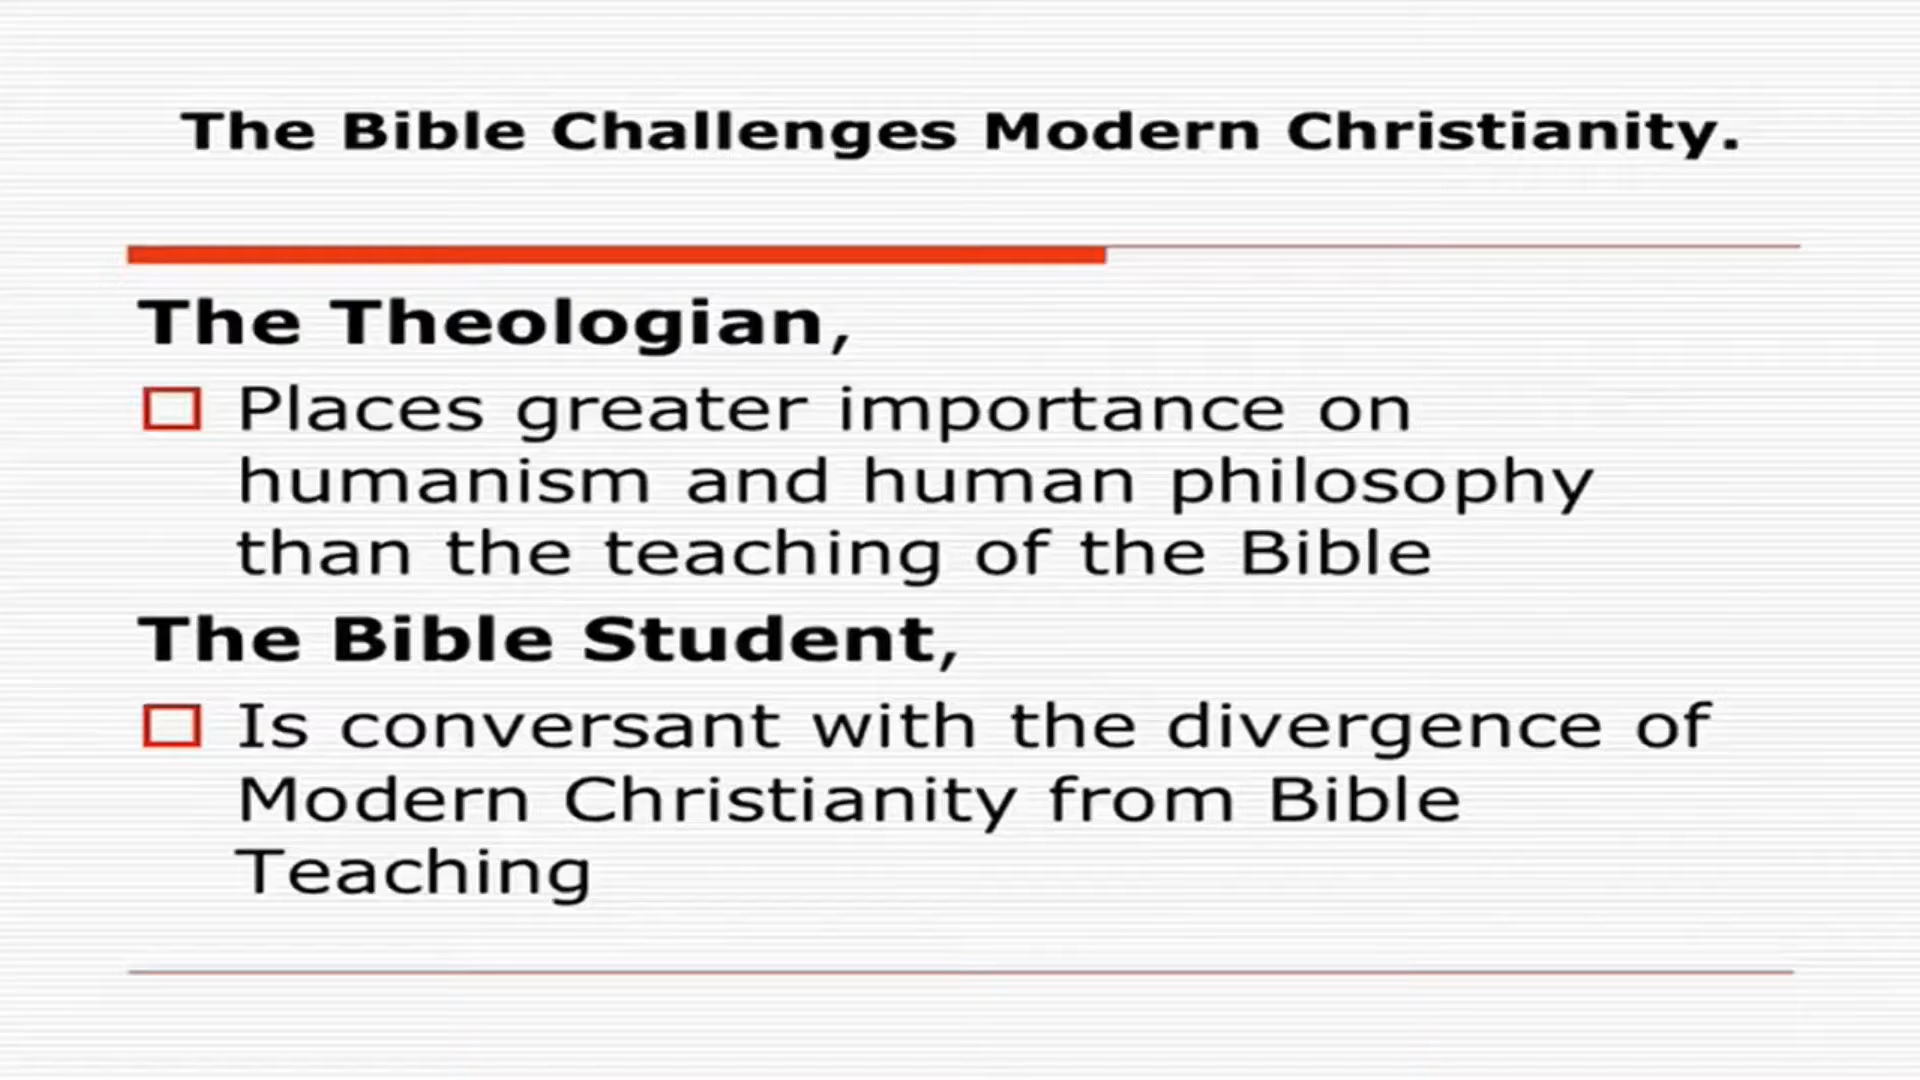 The Bible Challenges Modern Christianity.
The Theologian,
Places greater importance on
humanism and human philosophy
than the teaching of the Bible
The Bible Student,
Is conversant with the divergence of
Modern Christianity from Bible
Teaching